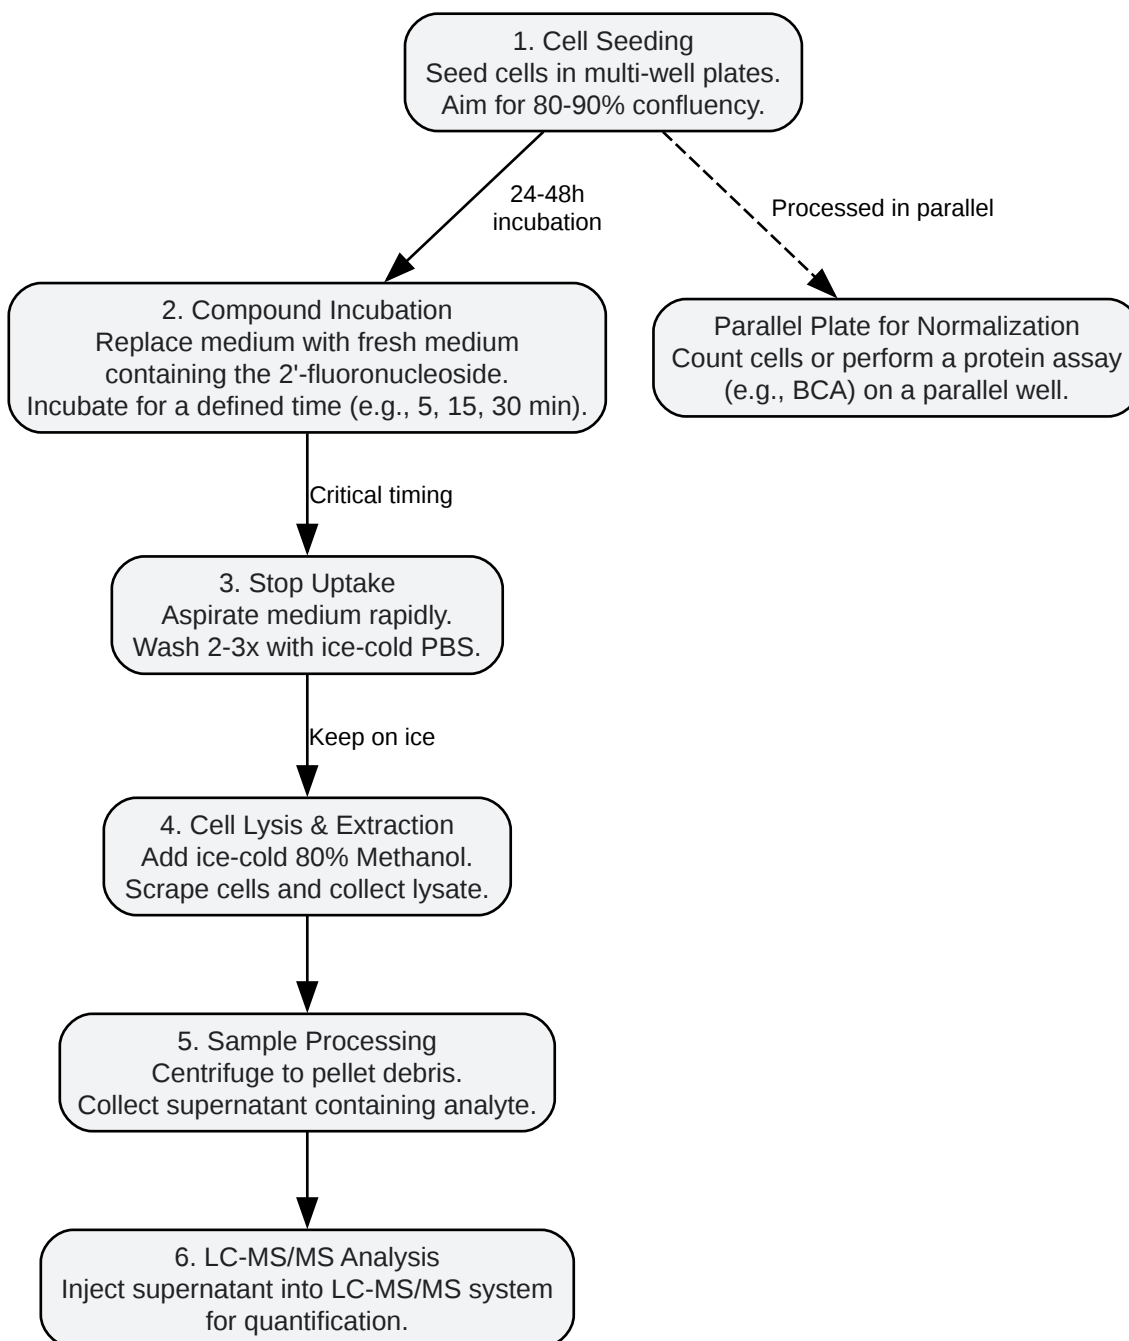 1. Cell Seeding
Seed cells in multi-well plates.
Aim for 80-90% confluency.
24-48h
incubation
Processed in parallel
2. Compound Incubation
Replace medium with fresh medium
containing the 2'-fluoronucleoside.
Incubate for a defined time (e.g., 5, 15, 30 min).
Parallel Plate for Normalization
Count cells or perform a protein assay
(e.g., BCA) on a parallel well.
Critical timing
3. Stop Uptake
Aspirate medium rapidly.
Wash 2-3x with ice-cold PBS.
Keep on ice
4. Cell Lysis & Extraction
Add ice-cold 80% Methanol.
Scrape cells and collect lysate.
5. Sample Processing
Centrifuge to pellet debris.
Collect supernatant containing analyte.
6. LC-MS/MS Analysis
Inject supernatant into LC-MS/MS system
for quantification.